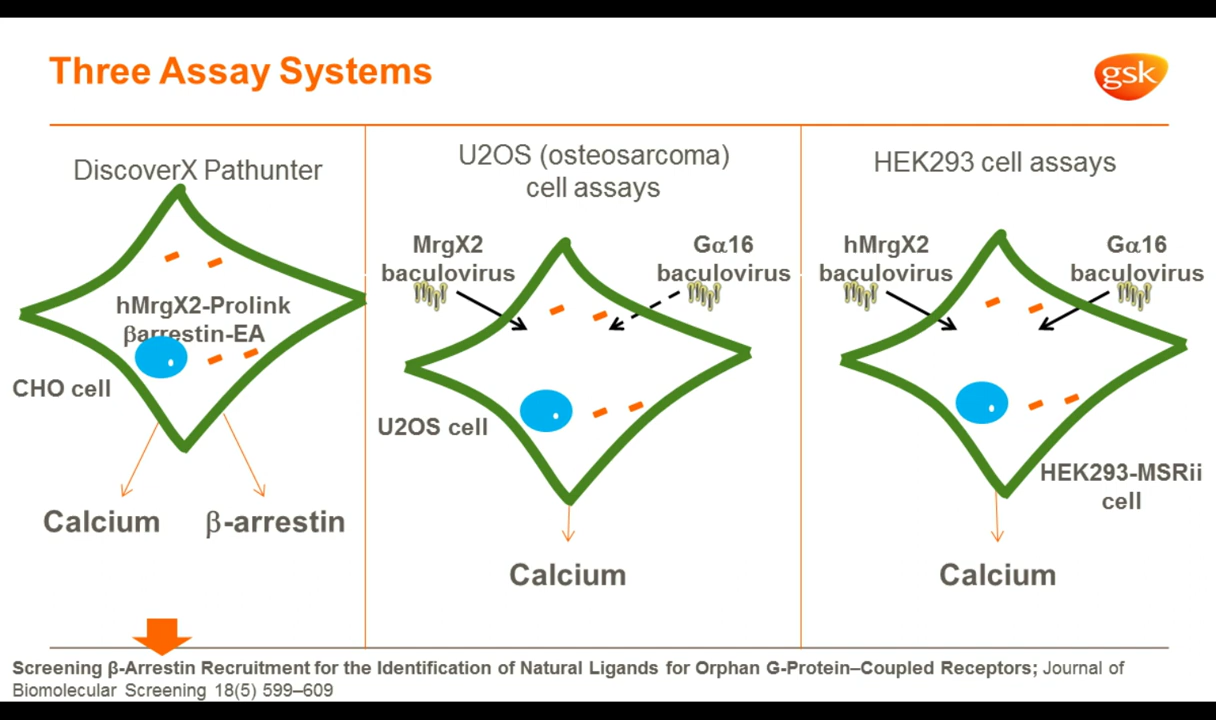 Three Assay Systems
gsk
DiscoverX Pathunter
hMrgX2-Prolink
βarrestin-EA
CHO cell
Calcium
β-arrestin
U2OS (osteosarcoma)
cell assays
MrgX2
baculovirus
Gα16
baculovirus
U2OS cell
Calcium
HEK293 cell assays
hMrgX2
baculovirus
Gα16
baculovirus
HEK293-MSRii
cell
Calcium
Screening β-Arrestin Recruitment for the Identification of Natural Ligands for Orphan G-Protein–Coupled Receptors; Journal of
Biomolecular Screening 18(5) 599–609